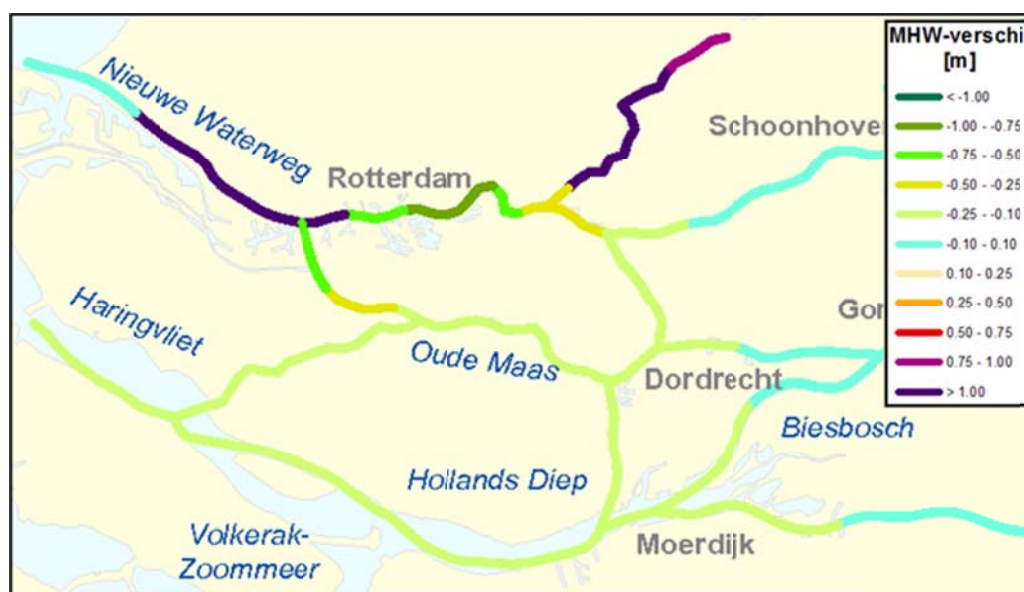 MHW-verschi
[m]
< -1.00
-1.00 - -0.75
-0.75 - -0.50
-0.50 - -0.25
-0.25 - -0.10
-0.10 - 0.10
0.10 - 0.25
0.25 - 0.50
0.50 - 0.75
0.75 - 1.00
> 1.00
Nieuwe Waterweg
Schoonhove
Rotterdam
Haringvliet
Gor
Oude Maas
Dordrecht
Biesbosch
Hollands Diep
Volkerak-
Zoommeer
Moerdijk